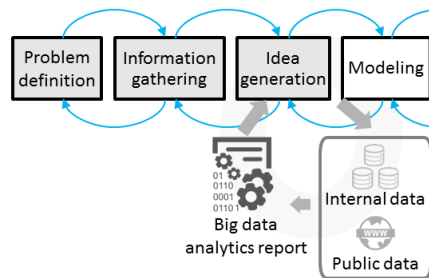 Problem
definition
Information
gathering
Idea
generation
Modeling
01
0110
0001
01101
Big data
analytics report
Internal data
WWW
Public data